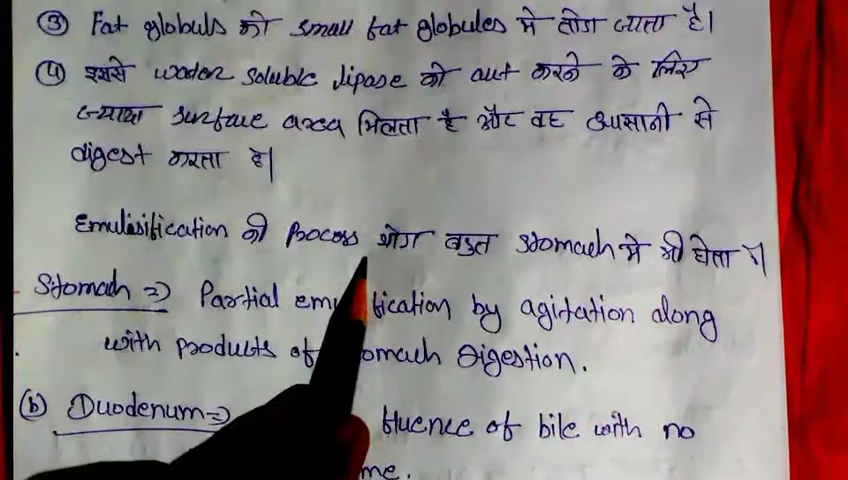 ③ Fat globuls को small fat globules मे तोडा जाता है।
④ इससे water soluble lipase को act करने के लिए
ज्यादा surface area मिलता है और वह आसानी से
digest करता है।
Emulisification की Process थोडा बहुत stomach मे भी होता है।
Stomach ⇒ Partial emulsification by agitation along
with products of stomach Digestion.
(b) Duodenum ⇒ fluence of bile with no
me.